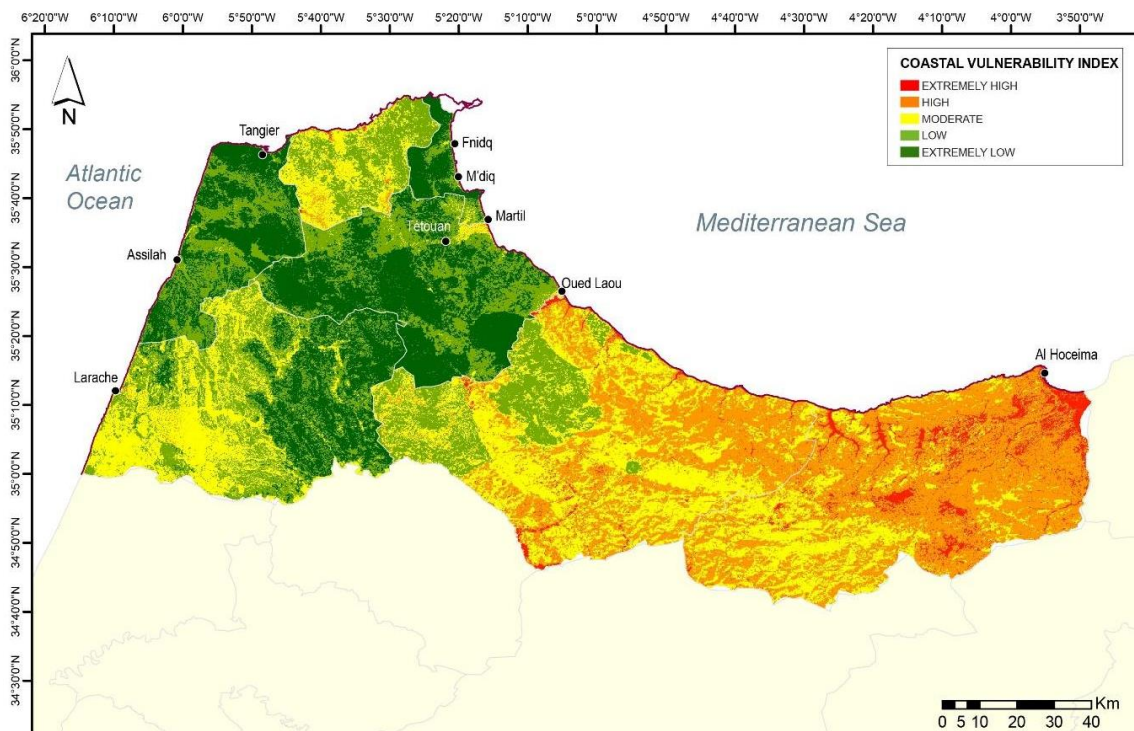 6°20'0"W 6°10'0"W 6°0'0"W 5°50'0"W 5°40'0"W 5°30'0"W 5°20'0"W 5°10'0"W 5°0'0"W 4°50'0"W 4°40'0"W 4°30'0"W 4°20'0"W 4°10'0"W 4°0'0"W 3°50'0"W
36°0'0"N
35°50'0"N
35°40'0"N
35°30'0"N
35°20'0"N
35°10'0"N
35°0'0"N
34°50'0"N
34°40'0"N
34°30'0"N
N
COASTAL VULNERABILITY INDEX
EXTREMELY HIGH
HIGH
MODERATE
LOW
EXTREMELY LOW
Atlantic
Ocean
Mediterranean Sea
Tangier
Fnidq
M'diq
Martil
Tetouan
Assilah
Oued Laou
Larache
Al Hoceima
Km
0 5 10 20 30 40